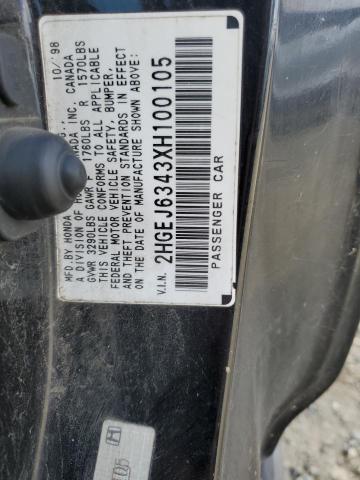 MFD. BY HONDA 10/98
A DIVISION OF HONDA CANADA INC, CANADA
GVWR 3290LBS GAWR F 1760LBS R 1570LBS
THIS VEHICLE CONFORMS TO ALL APPLICABLE
FEDERAL MOTOR VEHICLE SAFETY, BUMPER,
AND THEFT PREVENTION STANDARDS IN EFFECT
ON THE DATE OF MANUFACTURE SHOWN ABOVE.
V.I.N. 2HGEJ6343XH100105
PASSENGER CAR